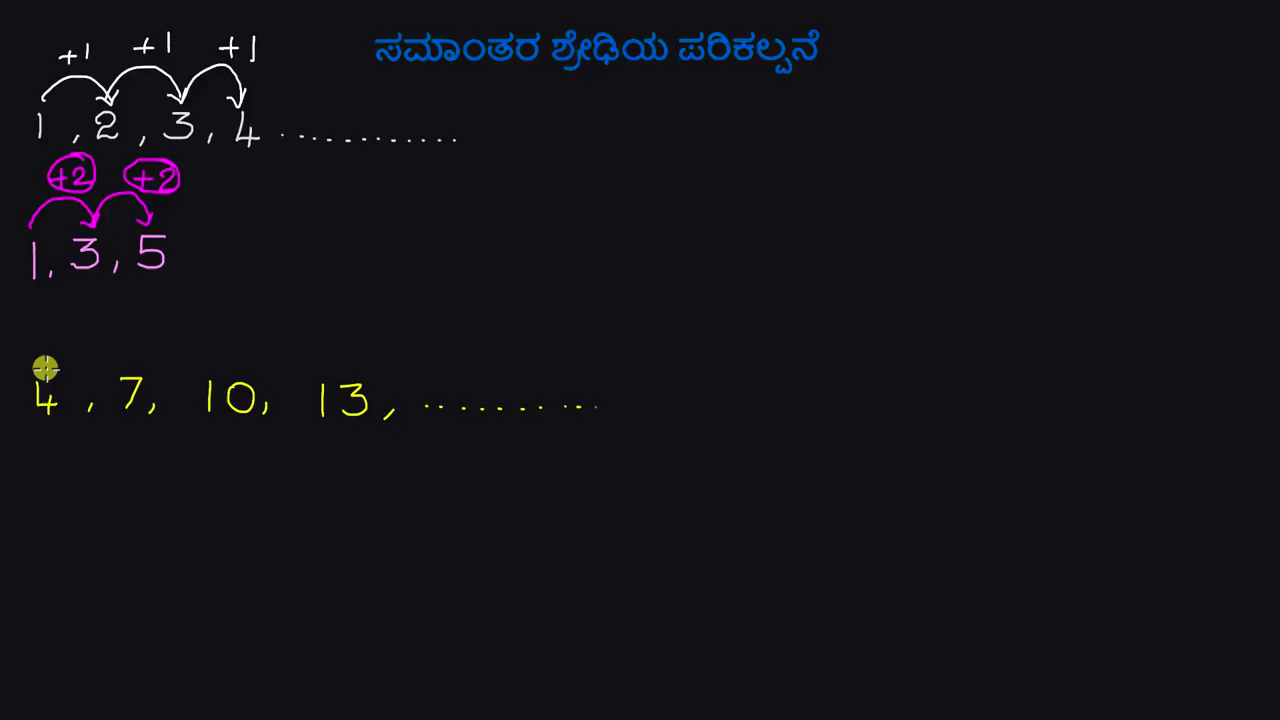 ಸಮಾಂತರ ಶ್ರೇಢಿಯ ಪರಿಕಲ್ಪನೆ
+1 +1 +1
1 , 2 , 3 , 4 ............
+2 +2
1, 3, 5
4 , 7, 10, 13, ..........